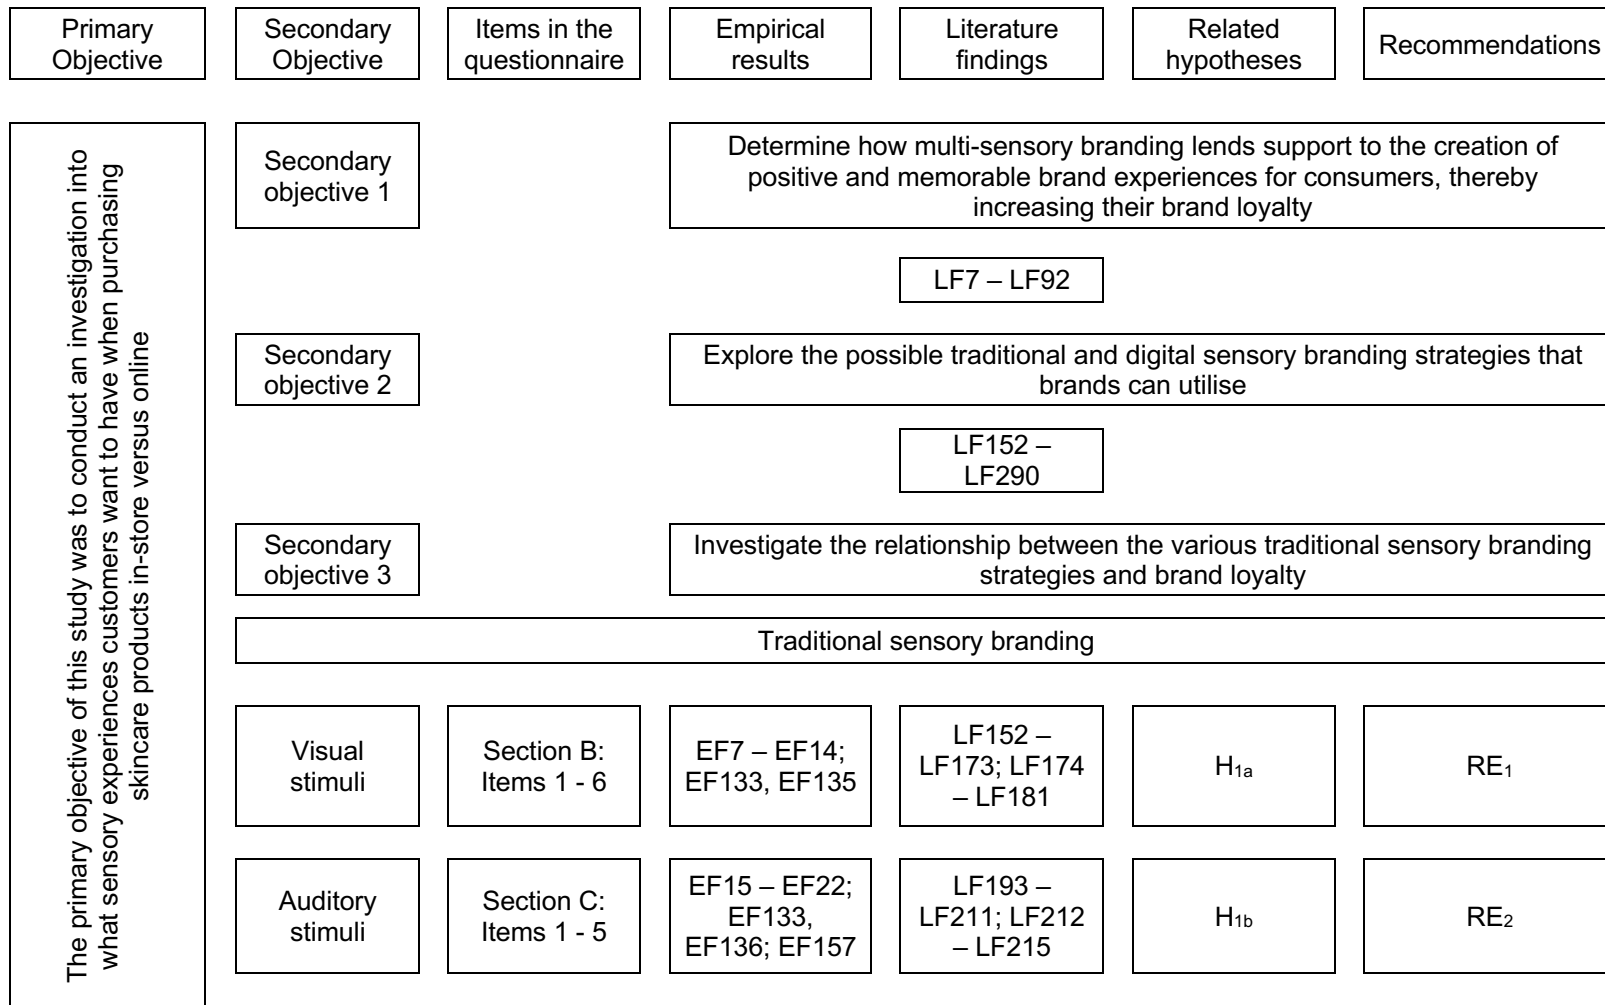 Primary
Objective
Secondary
Objective
Items in the
questionnaire
Empirical
results
Literature
findings
Related
hypotheses
Recommendations
The primary objective of this study was to conduct an investigation into
what sensory experiences customers want to have when purchasing
skincare products in-store versus online
Secondary
objective 1
Determine how multi-sensory branding lends support to the creation of
positive and memorable brand experiences for consumers, thereby
increasing their brand loyalty
LF7 – LF92
Secondary
objective 2
Explore the possible traditional and digital sensory branding strategies that
brands can utilise
LF152 –
LF290
Secondary
objective 3
Investigate the relationship between the various traditional sensory branding
strategies and brand loyalty
Traditional sensory branding
Visual
stimuli
Section B:
Items 1 - 6
EF7 – EF14;
EF133, EF135
LF152 –
LF173; LF174
– LF181
H1a
RE1
Auditory
stimuli
Section C:
Items 1 - 5
EF15 – EF22;
EF133,
EF136; EF157
LF193 –
LF211; LF212
– LF215
H1b
RE2